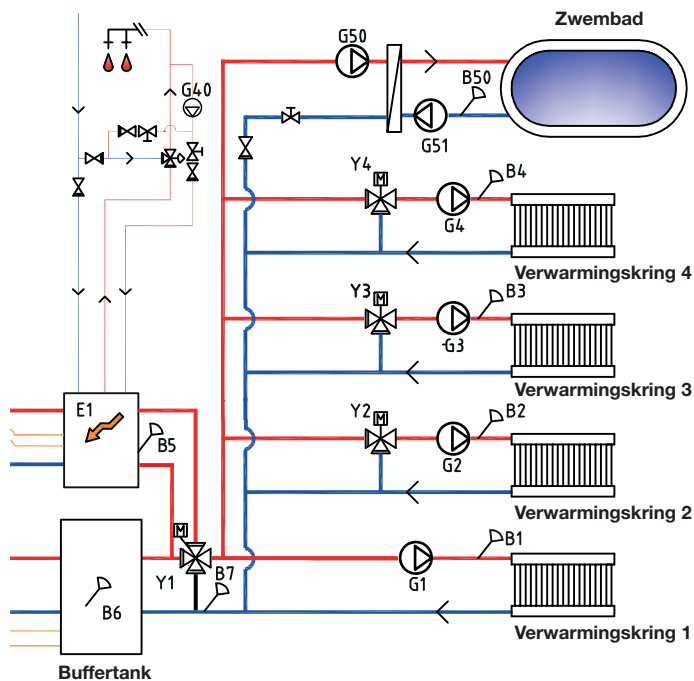 Zwembad
G50
G40
B50
G51
Y4
M
B4
G4
Verwarmingskring 4
Y3
M
B3
-G3
Verwarmingskring 3
E1
Y2
M
B2
B5
G2
Verwarmingskring 2
M
B1
Y1
B7
G1
B6
Verwarmingskring 1
Buffertank